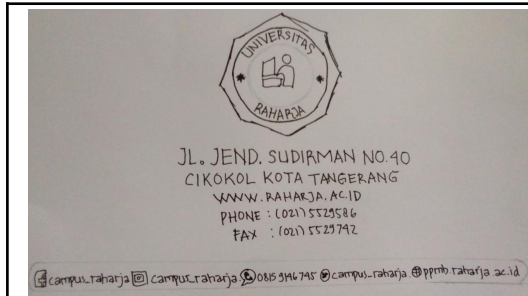 UNIVERSITAS
RAHARJA
JL. JEND. SUDIRMAN NO.40
CIKOKOL KOTA TANGERANG
WWW.RAHARJA.AC.ID
PHONE : (021) 5529586
FAX : (021) 5529742
campus_raharja campus_raharja 0815 9146 745 @campus_raharja ppmb.raharja.ac.id